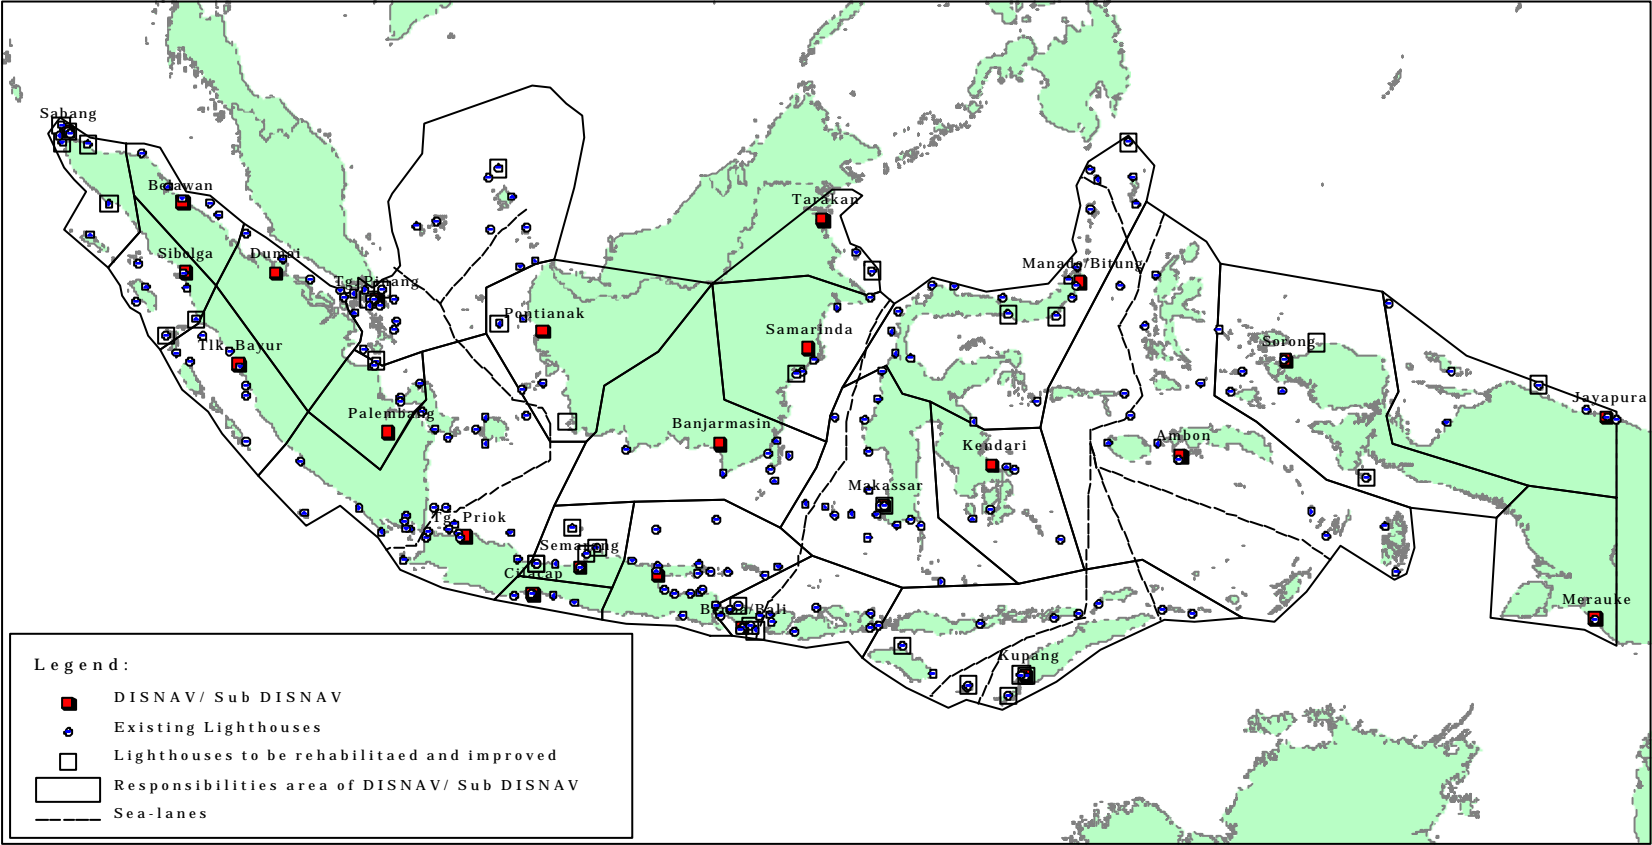 Sabang
Belawan
Tarakan
Sibolga
Dumai
Manado/Bitung
Tg. Pinang
Pontianak
Samarinda
Sorong
Tlk. Bayur
Jayapura
Palembang
Banjarmasin
Ambon
Kendari
Makassar
Tg. Priok
Semarang
Cilacap
Merauke
Kupang
Legend:
DISNAV/ Sub DISNAV
Existing Lighthouses
Lighthouses to be rehabilitaed and improved
Responsibilities area of DISNAV/ Sub DISNAV
Sea-lanes